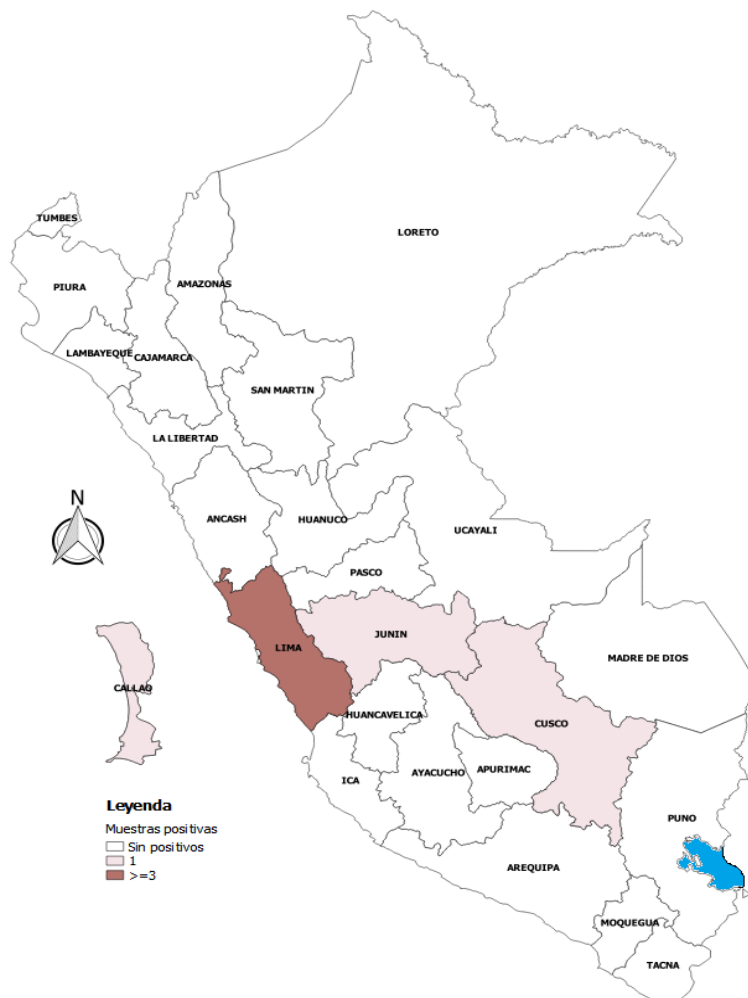 TUMBES
LORETO
PIURA
AMAZONAS
LAMBAYEQUE
CAJAMARCA
SAN MARTIN
LA LIBERTAD
N
ANCASH
HUANUCO
UCAYALI
PASCO
JUNIN
LIMA
MADRE DE DIOS
CALLAO
HUANCAVELICA
CUSCO
AYACUCHO
APURIMAC
ICA
PUNO
Leyenda
Muestras positivas
Sin positivos
1
>=3
AREQUIPA
MOQUEGUA
TACNA